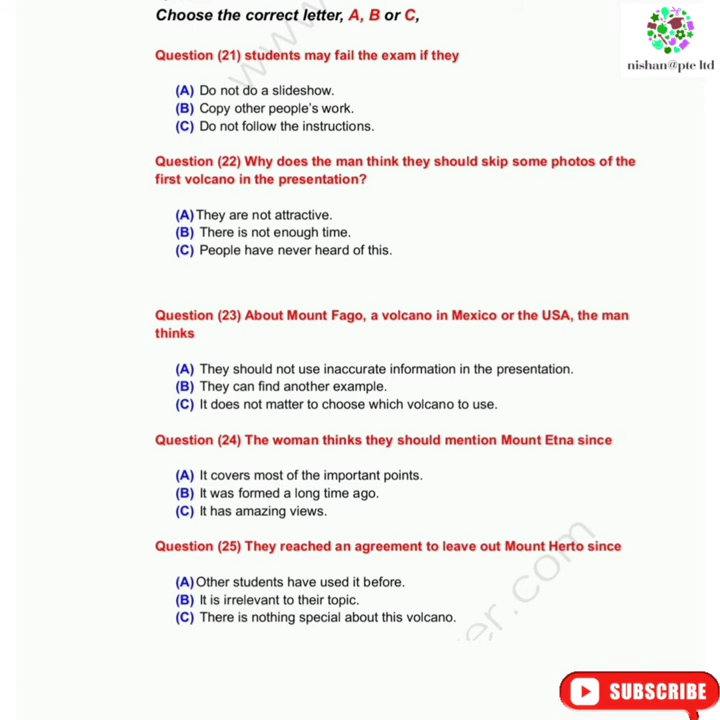 Choose the correct letter, A, B or C,
nishan@pte ltd
Question (21) students may fail the exam if they
(A) Do not do a slideshow.
(B) Copy other people's work.
(C) Do not follow the instructions.
Question (22) Why does the man think they should skip some photos of the
first volcano in the presentation?
(A) They are not attractive.
(B) There is not enough time.
(C) People have never heard of this.
Question (23) About Mount Fago, a volcano in Mexico or the USA, the man
thinks
(A) They should not use inaccurate information in the presentation.
(B) They can find another example.
(C) It does not matter to choose which volcano to use.
Question (24) The woman thinks they should mention Mount Etna since
(A) It covers most of the important points.
(B) It was formed a long time ago.
(C) It has amazing views.
Question (25) They reached an agreement to leave out Mount Herto since
(A) Other students have used it before.
(B) It is irrelevant to their topic.
(C) There is nothing special about this volcano.
er.com
SUBSCRIBE